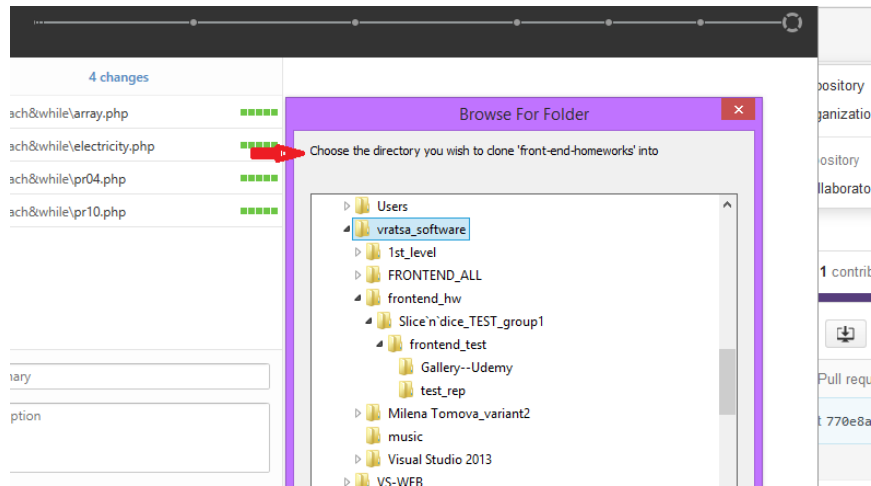 4 changes
ach&while\array.php
ach&while\electricity.php
ach&while\pr04.php
ach&while\pr10.php
mary
ption
Browse For Folder
Choose the directory you wish to clone 'front-end-homeworks' into
Users
vratsa_software
1st_level
FRONTEND_ALL
frontend_hw
Slice`n`dice_TEST_group1
frontend_test
Gallery--Udemy
test_rep
Milena Tomova_variant2
music
Visual Studio 2013
VS-WEB
pository
ganizatio
pository
llaborato
1 contrib
Pull requ
t 770e8a